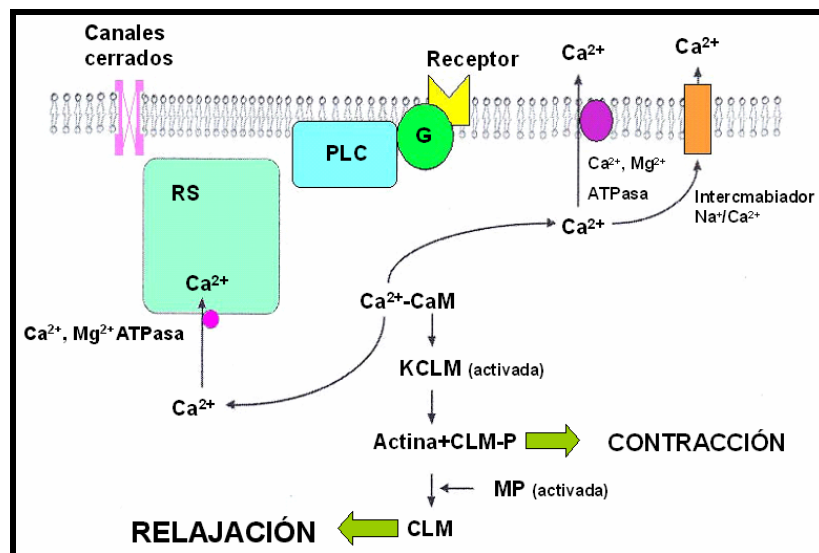 Canales
cerrados
Receptor
Ca²⁺
Ca²⁺
G
PLC
Ca²⁺, Mg²⁺
ATPasa
RS
Intercmabiador
Na⁺/Ca²⁺
Ca²⁺
Ca²⁺
Ca²⁺-CaM
Ca²⁺, Mg²⁺ ATPasa
KCLM (activada)
Ca²⁺
Actina+CLM-P
CONTRACCIÓN
MP (activada)
RELAJACIÓN
CLM